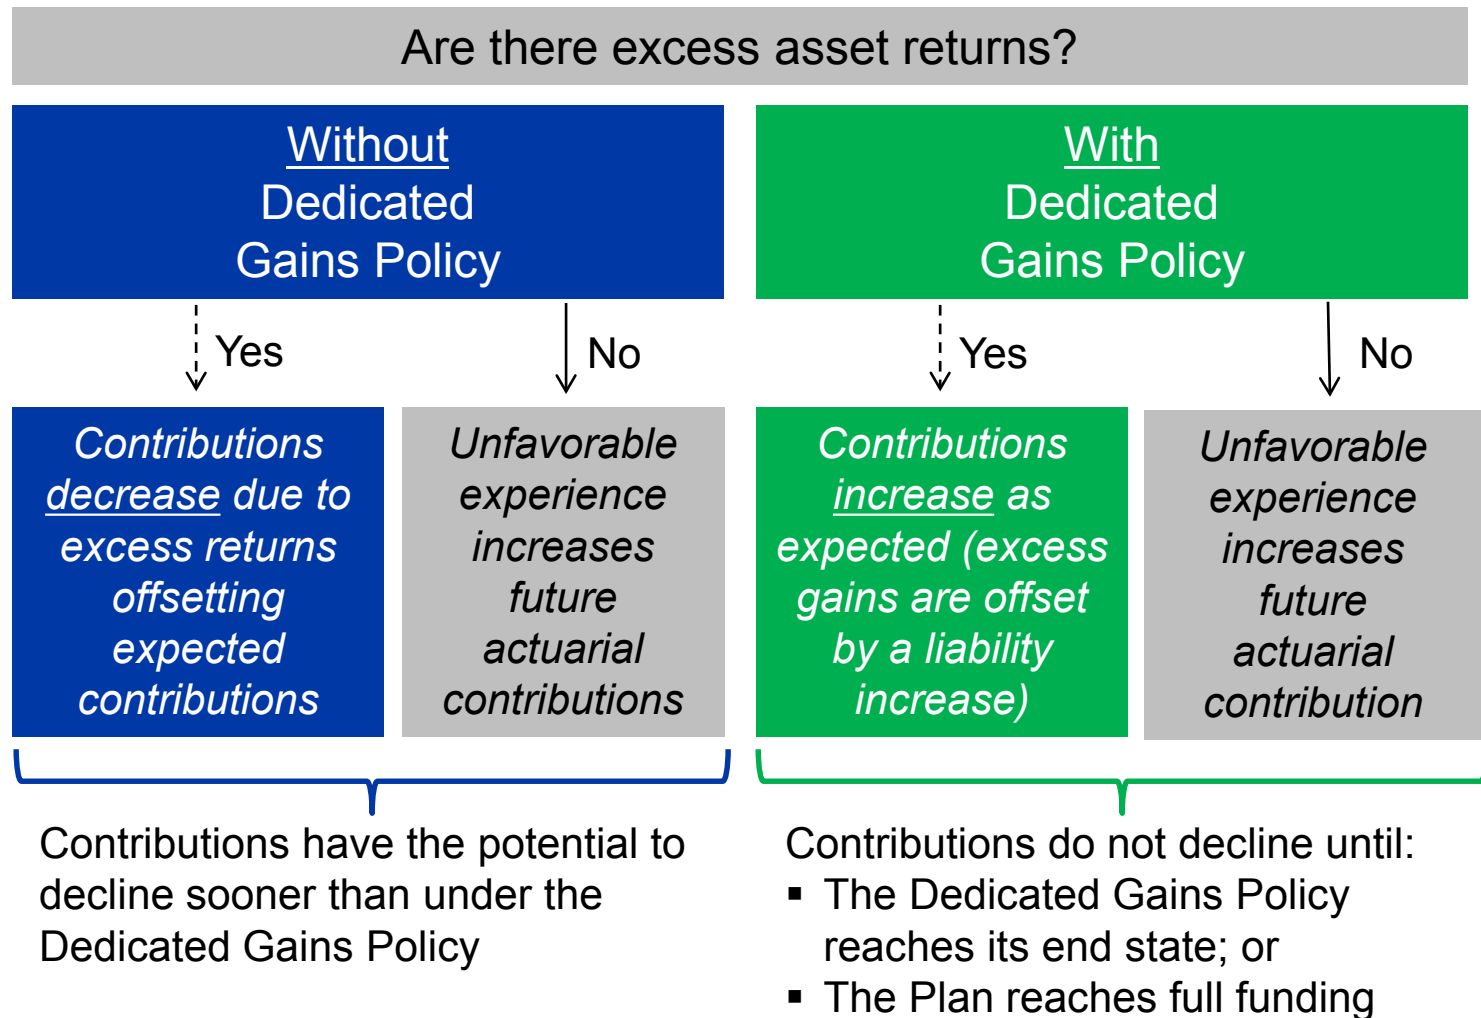 Are there excess asset returns?
Without
Dedicated
Gains Policy
With
Dedicated
Gains Policy
Yes
No
Yes
No
Contributions
decrease due to
excess returns
offsetting
expected
contributions
Unfavorable
experience
increases
future
actuarial
contributions
Contributions
increase as
expected (excess
gains are offset
by a liability
increase)
Unfavorable
experience
increases
future
actuarial
contribution
Contributions have the potential to
decline sooner than under the
Dedicated Gains Policy
Contributions do not decline until:
▪ The Dedicated Gains Policy
reaches its end state; or
▪ The Plan reaches full funding